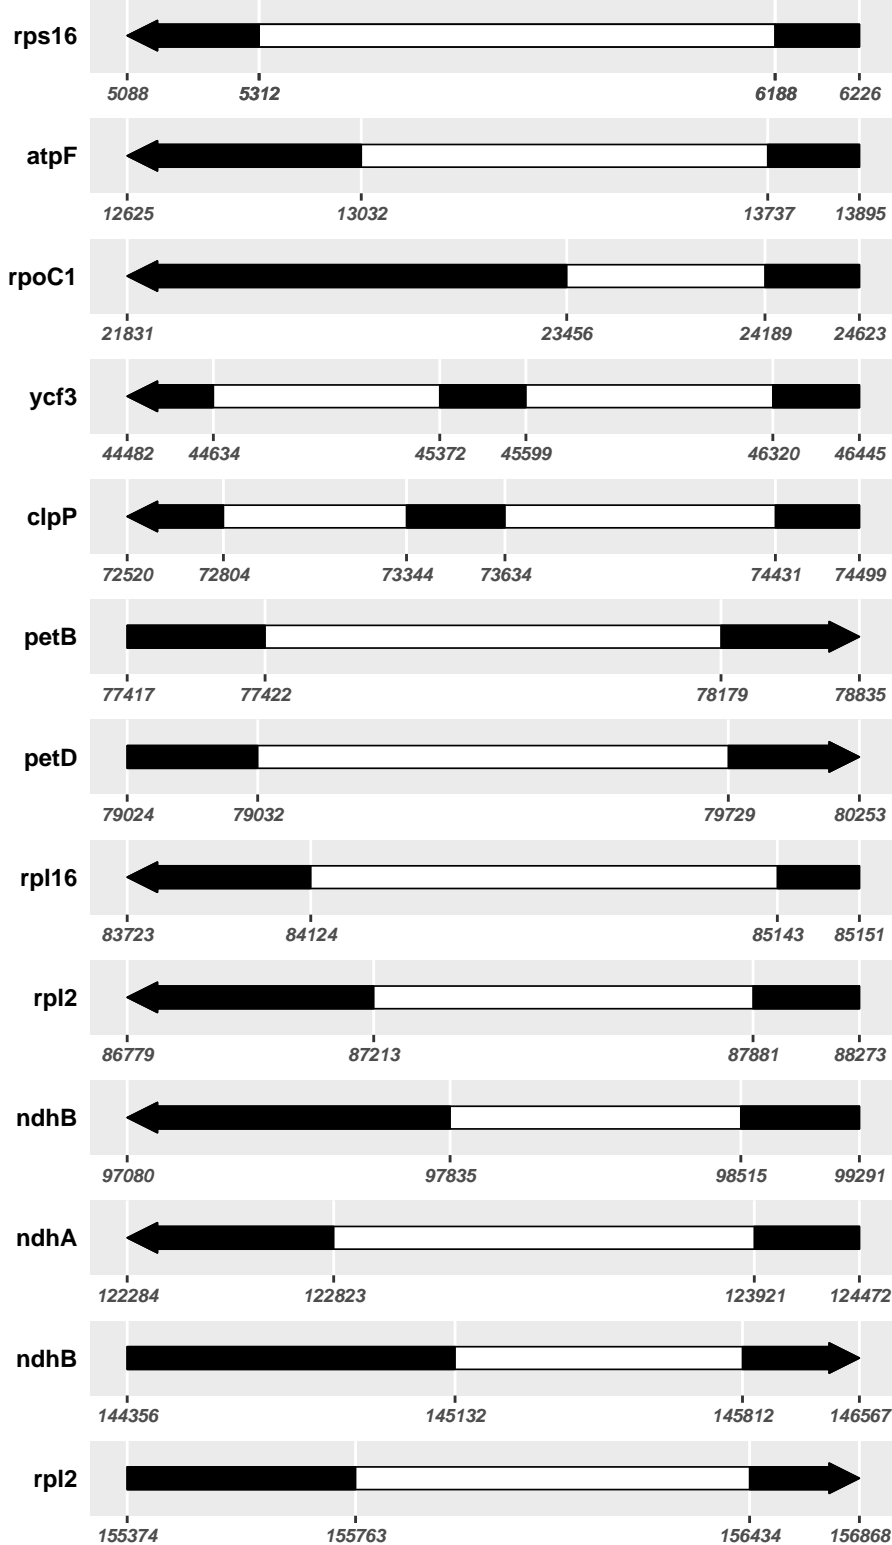 rps16
5088 5312 6188 6226
atpF
12625 13032 13737 13895
rpoC1
21831 23456 24189 24623
ycf3
44482 44634 45372 45599 46320 46445
clpP
72520 72804 73344 73634 74431 74499
petB
77417 77422 78179 78835
petD
79024 79032 79729 80253
rpl16
83723 84124 85143 85151
rpl2
86779 87213 87881 88273
ndhB
97080 97835 98515 99291
ndhA
122284 122823 123921 124472
ndhB
144356 145132 145812 146567
rpl2
155374 155763 156434 156868